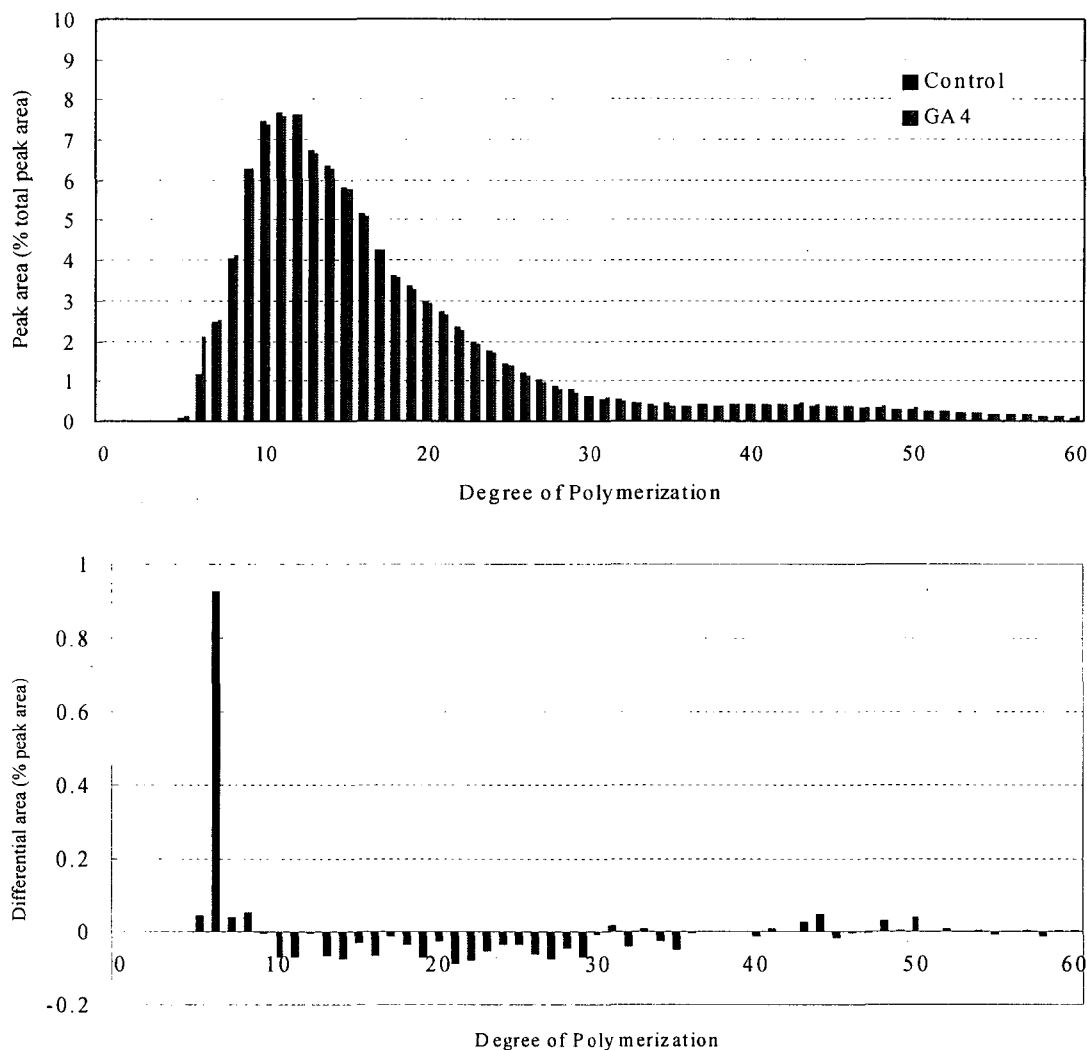 10
9
8
7
6
5
4
3
2
1
0
Peak area (% total peak area)
Control
GA4
0 10 20 30 40 50 60
Degree of Polymerization
1
0.8
0.6
0.4
0.2
0
-0.2
Differential area (% peak area)
0 10 20 30 40 50 60
Degree of Polymerization